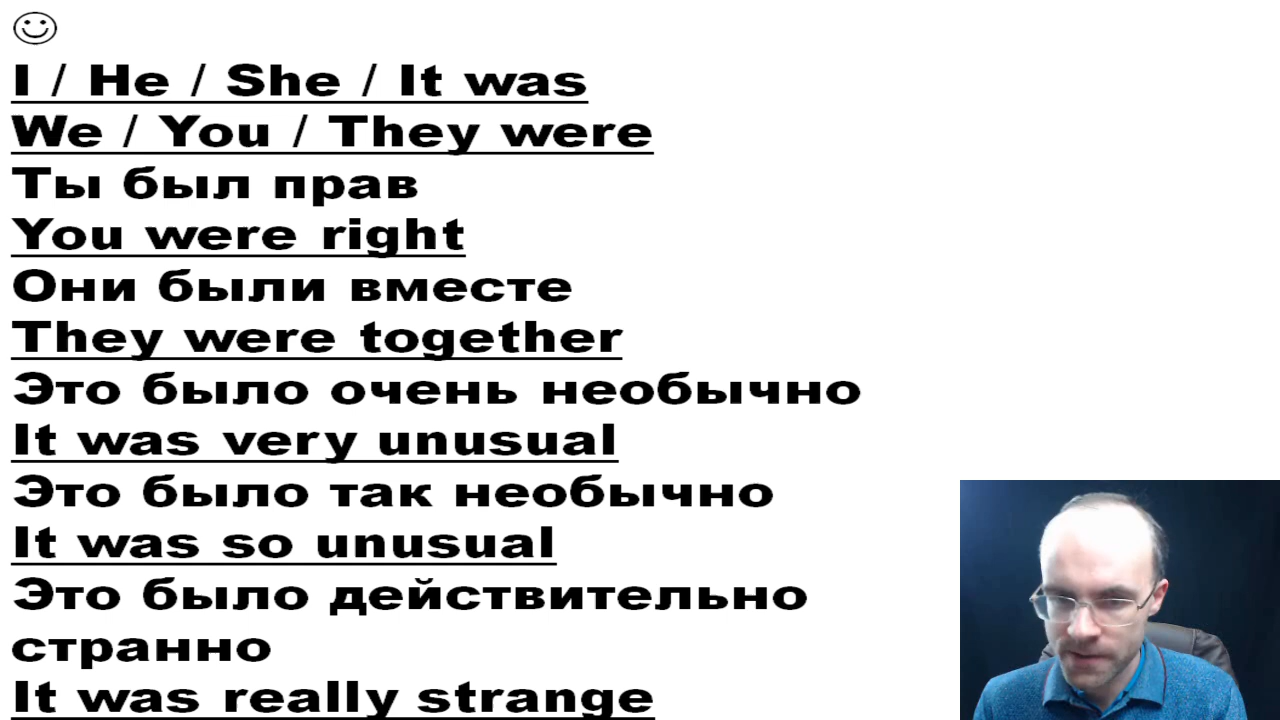 I / He / She / It was
We / You / They were
Ты был прав
You were right
Они были вместе
They were together
Это было очень необычно
It was very unusual
Это было так необычно
It was so unusual
Это было действительно
странно
It was really strange